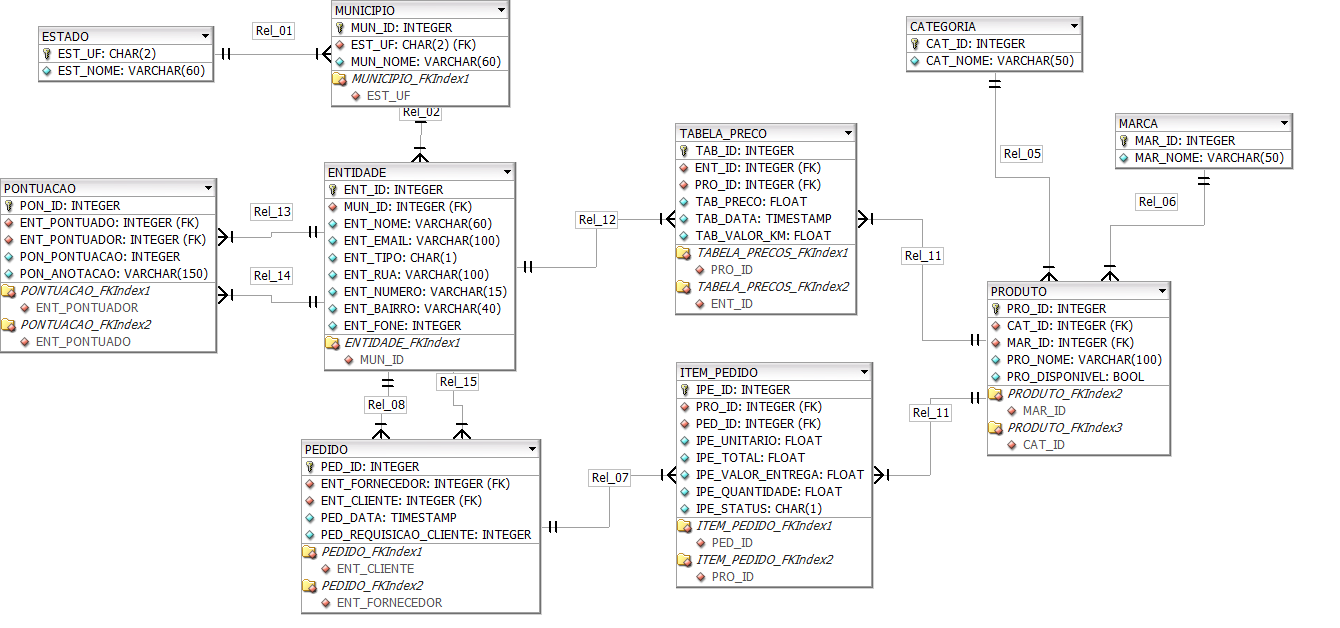 ESTADO
EST_UF: CHAR(2)
EST_NOME: VARCHAR(60)
Rel_01
MUNICIPIO
MUN_ID: INTEGER
EST_UF: CHAR(2) (FK)
MUN_NOME: VARCHAR(60)
MUNICIPIO_FKIndex1
EST_UF
Rel_02
CATEGORIA
CAT_ID: INTEGER
CAT_NOME: VARCHAR(50)
MARCA
MAR_ID: INTEGER
MAR_NOME: VARCHAR(50)
Rel_05
Rel_06
PONTUACAO
PON_ID: INTEGER
ENT_PONTUADO: INTEGER (FK)
ENT_PONTUADOR: INTEGER (FK)
PON_PONTUACAO: INTEGER
PON_ANOTACAO: VARCHAR(150)
PONTUACAO_FKIndex1
ENT_PONTUADOR
PONTUACAO_FKIndex2
ENT_PONTUADO
Rel_13
Rel_14
ENTIDADE
ENT_ID: INTEGER
MUN_ID: INTEGER (FK)
ENT_NOME: VARCHAR(60)
ENT_EMAIL: VARCHAR(100)
ENT_TIPO: CHAR(1)
ENT_RUA: VARCHAR(100)
ENT_NUMERO: VARCHAR(15)
ENT_BAIRRO: VARCHAR(40)
ENT_FONE: INTEGER
ENTIDADE_FKIndex1
MUN_ID
Rel_12
TABELA_PRECO
TAB_ID: INTEGER
ENT_ID: INTEGER (FK)
PRO_ID: INTEGER (FK)
TAB_PRECO: FLOAT
TAB_DATA: TIMESTAMP
TAB_VALOR_KM: FLOAT
TABELA_PRECOS_FKIndex1
PRO_ID
TABELA_PRECOS_FKIndex2
ENT_ID
Rel_11
PRODUTO
PRO_ID: INTEGER
CAT_ID: INTEGER (FK)
MAR_ID: INTEGER (FK)
PRO_NOME: VARCHAR(100)
PRO_DISPONIVEL: BOOL
PRODUTO_FKIndex2
MAR_ID
PRODUTO_FKIndex3
CAT_ID
Rel_15
Rel_08
PEDIDO
PED_ID: INTEGER
ENT_FORNECEDOR: INTEGER (FK)
ENT_CLIENTE: INTEGER (FK)
PED_DATA: TIMESTAMP
PED_REQUISICAO_CLIENTE: INTEGER
PEDIDO_FKIndex1
ENT_CLIENTE
PEDIDO_FKIndex2
ENT_FORNECEDOR
Rel_07
ITEM_PEDIDO
IPE_ID: INTEGER
PRO_ID: INTEGER (FK)
PED_ID: INTEGER (FK)
IPE_UNITARIO: FLOAT
IPE_TOTAL: FLOAT
IPE_VALOR_ENTREGA: FLOAT
IPE_QUANTIDADE: FLOAT
IPE_STATUS: CHAR(1)
ITEM_PEDIDO_FKIndex1
PED_ID
ITEM_PEDIDO_FKIndex2
PRO_ID
Rel_11